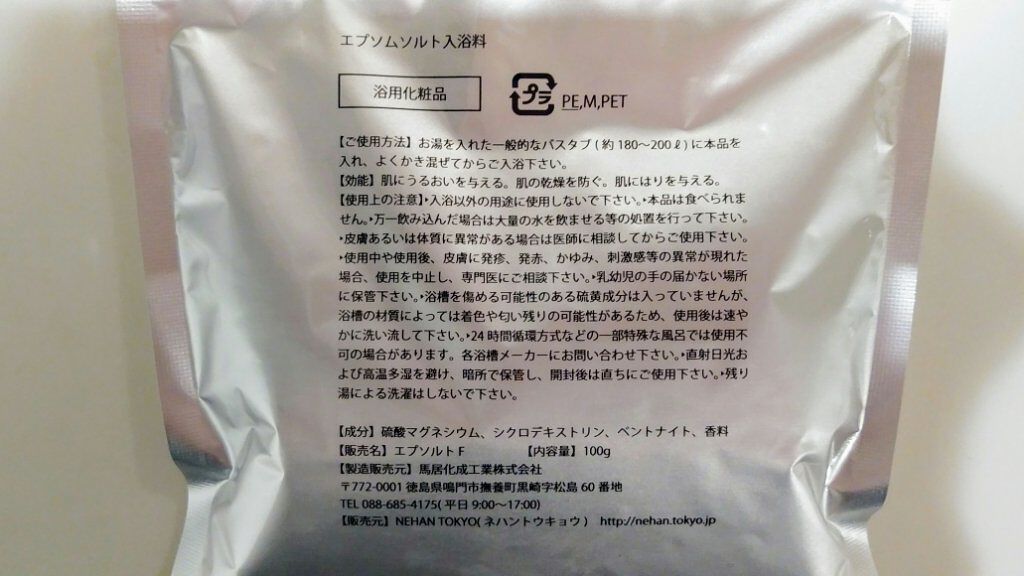 エプソムソルト入浴料
浴用化粧品
プラ PE,M,PET
【ご使用方法】お湯を入れた一般的なバスタブ(約180～200ℓ)に本品を
入れ、よくかき混ぜてからご入浴下さい。
【効能】肌にうるおいを与える。肌の乾燥を防ぐ。肌にはりを与える。
【使用上の注意】・入浴以外の用途に使用しないで下さい。・本品は食べられま
せん。・万一飲み込んだ場合は大量の水を飲ませる等の処置を行って下さい。
・皮膚あるいは体質に異常がある場合は医師に相談してからご使用下さい。
・使用中や使用後、皮膚に発疹、発赤、かゆみ、刺激感等の異常が現れた
場合、使用を中止し、専門医にご相談下さい。・乳幼児の手の届かない場所
に保管下さい。・浴槽を傷める可能性のある硫黄成分は入っていませんが、
浴槽の材質によっては着色や匂い残りの可能性があるため、使用後は速や
かに洗い流して下さい。・24時間循環方式などの一部特殊な風呂では使用不
可の場合があります。各浴槽メーカーにお問い合わせ下さい。・直射日光お
よび高温多湿を避け、暗所で保管し、開封後は直ちにご使用下さい。・残り
湯による洗濯はしないで下さい。
【成分】硫酸マグネシウム、シクロデキストリン、ベントナイト、香料
【販売名】エプソルトF 【内容量】100g
【製造販売元】馬居化成工業株式会社
〒772-0001 徳島県鳴門市撫養町黒崎字松島60番地
TEL 088-685-4175(平日9:00～17:00)
【販売元】NEHAN TOKYO(ネハントウキョウ) http://nehan.tokyo.jp